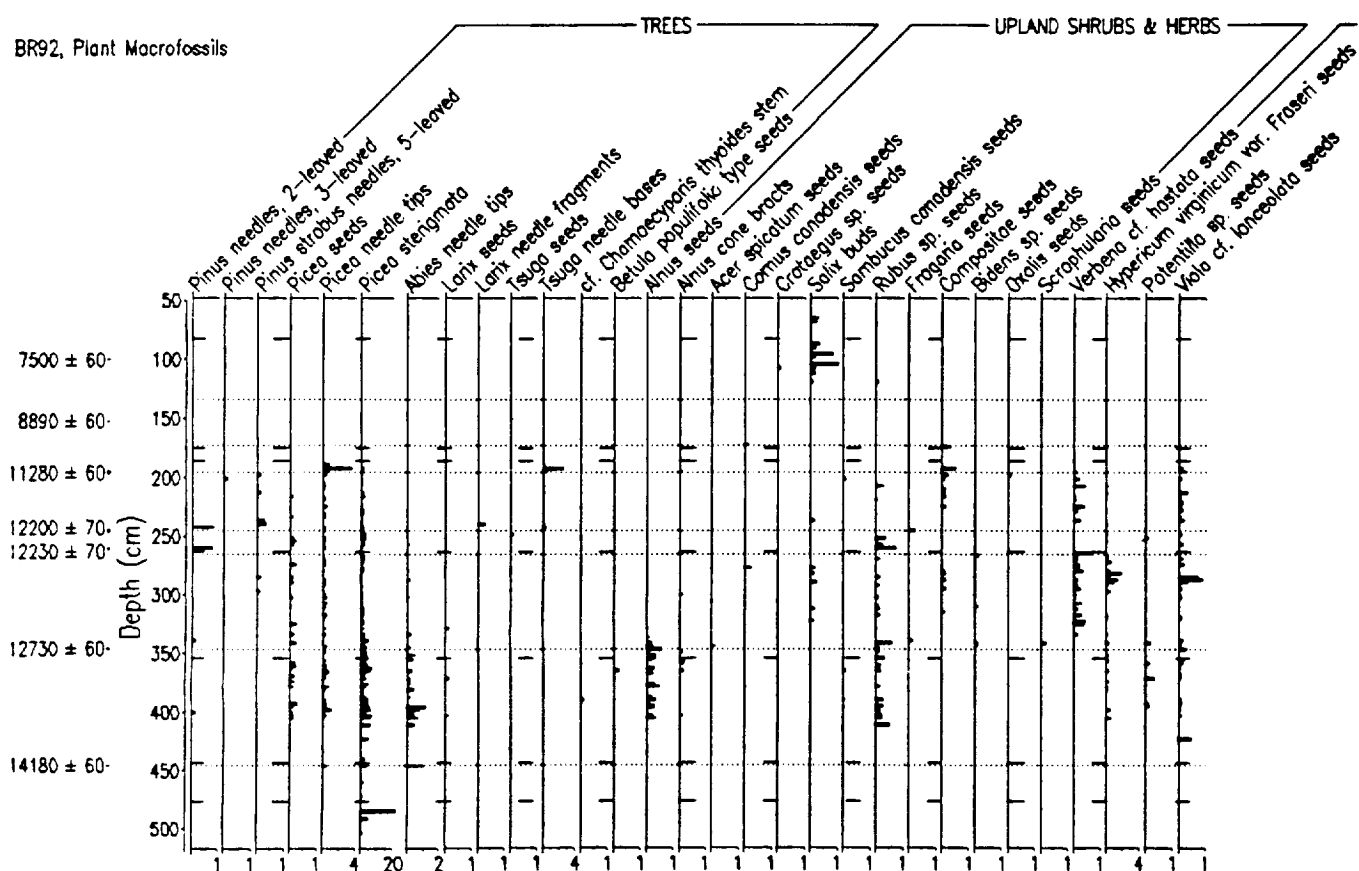 TREES
UPLAND SHRUBS & HERBS
BR92, Plant Macrofossils
Pinus needles, 2-leaved
Pinus needles, 3-leaved
Pinus strobus needles, 5-leaved
Picea seeds
Picea needle tips
Picea sterigmata
Abies needle tips
Larix seeds
Larix needle fragments
Tsuga seeds
Tsuga needle bases
cf. Chamaecyparis thyoides stem
Betula populifolia type seeds
Alnus seeds
Alnus cone bracts
Acer spicatum seeds
Cornus canadensis seeds
Crataegus sp. seeds
Salix buds
Sambucus canadensis seeds
Rubus sp. seeds
Fragaria seeds
Compositae seeds
Bidens sp. seeds
Oxalis seeds
Scrophularia seeds
Verbena cf. hastata seeds
Hypericum virginicum var. Fraseri seeds
Potentilla sp. seeds
Viola cf. lanceolata seeds
50
7500 ± 60
100
8890 ± 60
150
11280 ± 60
200
12200 ± 70
250
12230 ± 70
Depth (cm)
300
12730 ± 60
350
400
14180 ± 60
450
500
1 1 1 1 4 20 2 1 1 1 4 1 1 1 1 1 1 1 1 1 1 1 1 1 1 1 1 4 1 1